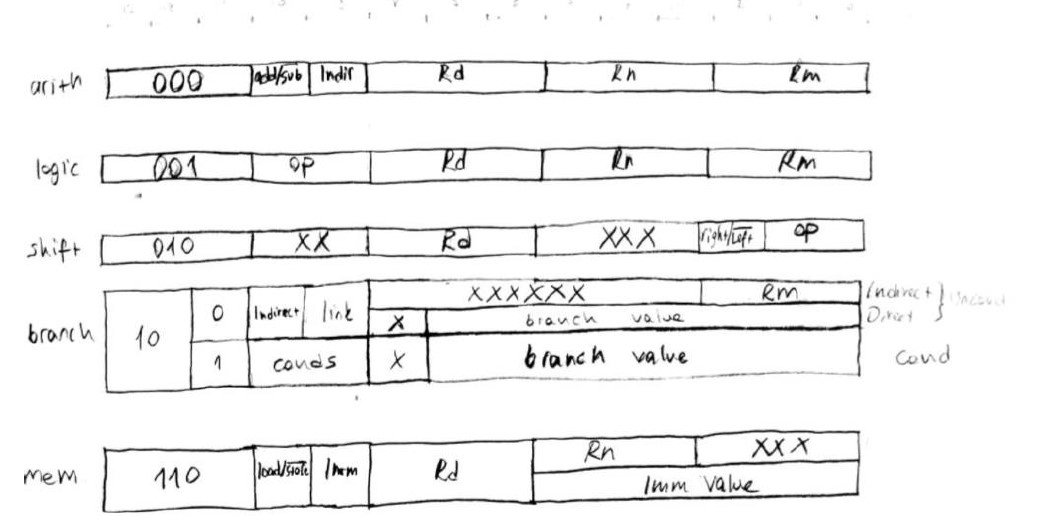 arith 000 add/sub Indir Rd Rn Rm
logic 001 op Rd Rn Rm
shift 010 XX Rd XXX right/left op
branch 10 0 Indirect link XXXXXX Rm Indirect
X branch value Direct
1 conds X branch value cond
mem 110 load/store Rd Rn XXX
Imm value